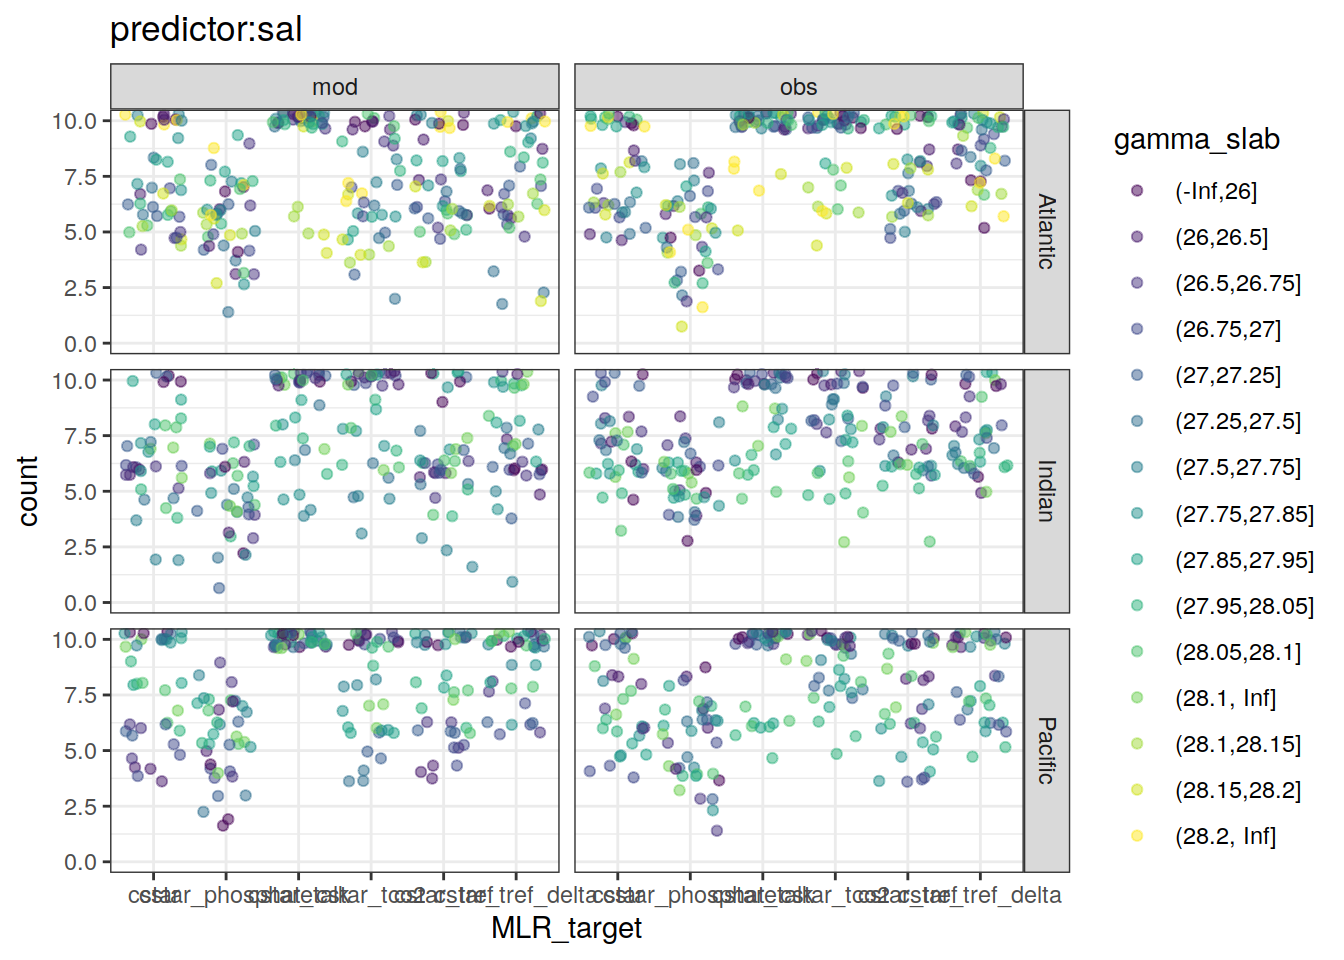 predictor:sal
mod
obs
count
10.0
7.5
5.0
2.5
0.0
Atlantic
10.0
7.5
5.0
2.5
0.0
Indian
10.0
7.5
5.0
2.5
0.0
Pacific
cstar cstar_tref_delta
cstar cstar_tref_delta
MLR_target
gamma_slab
(-Inf,26]
(26,26.5]
(26.5,26.75]
(26.75,27]
(27,27.25]
(27.25,27.5]
(27.5,27.75]
(27.75,27.85]
(27.85,27.95]
(27.95,28.05]
(28.05,28.1]
(28.1, Inf]
(28.1,28.15]
(28.15,28.2]
(28.2, Inf]